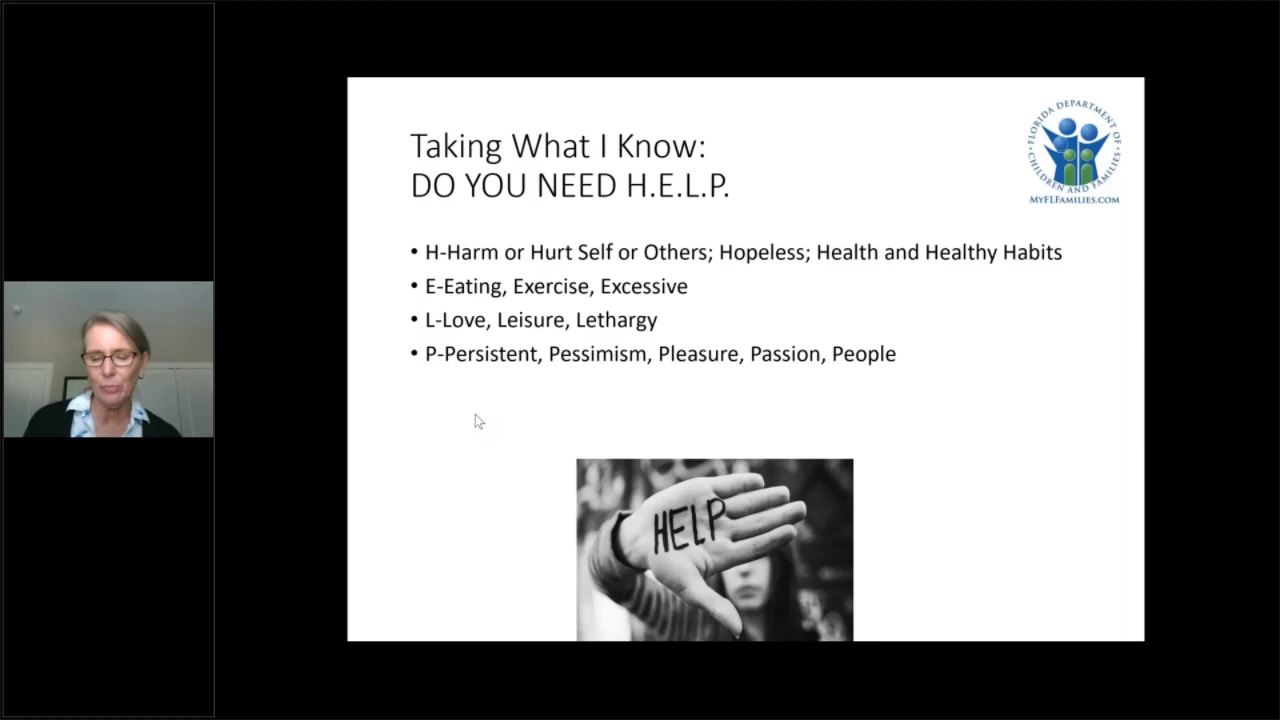 Taking What I Know:
DO YOU NEED H.E.L.P.
FLORIDA DEPARTMENT OF
CHILDREN AND FAMILIES
MYFLFAMILIES.COM
• H-Harm or Hurt Self or Others; Hopeless; Health and Healthy Habits
• E-Eating, Exercise, Excessive
• L-Love, Leisure, Lethargy
• P-Persistent, Pessimism, Pleasure, Passion, People
HELP